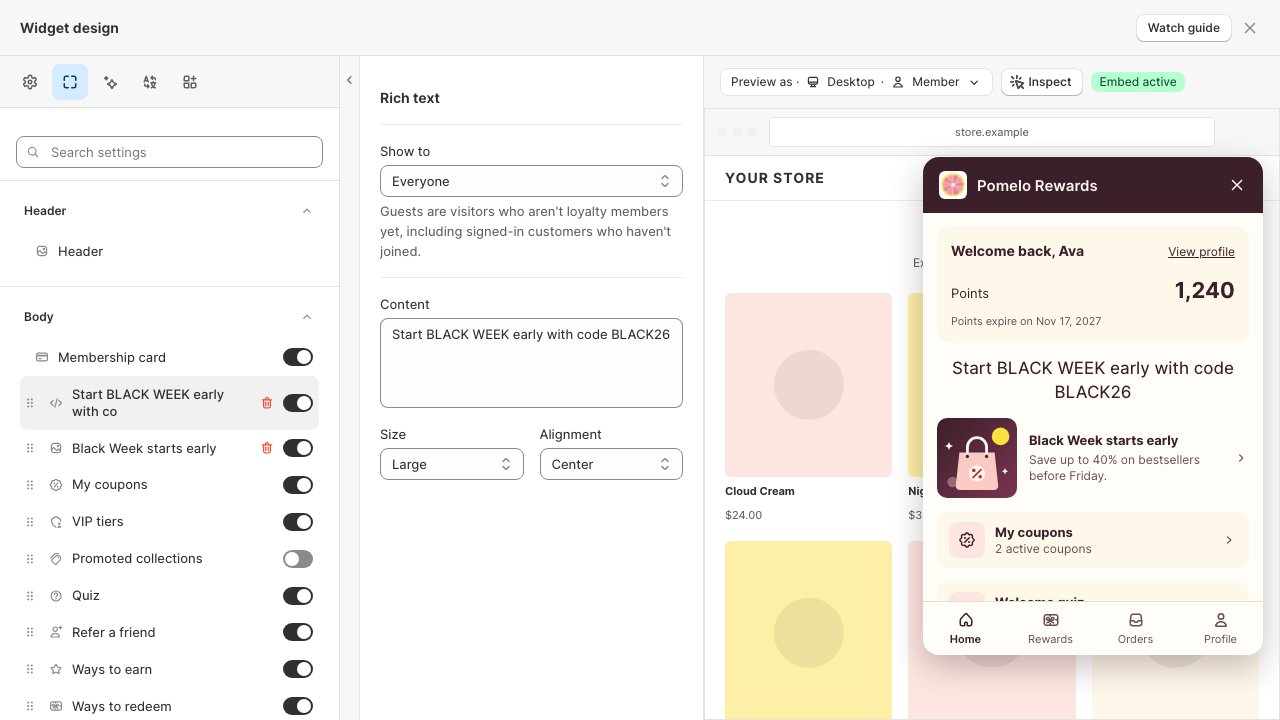 Widget design
Watch guide
Search settings
Header
Header
Body
Membership card
Start BLACK WEEK early
with co
Black Week starts early
My coupons
VIP tiers
Promoted collections
Quiz
Refer a friend
Ways to earn
Ways to redeem
Rich text
Show to
Everyone
Guests are visitors who aren't loyalty members
yet, including signed-in customers who haven't
joined.
Content
Start BLACK WEEK early with code BLACK26
Size
Alignment
Large
Center
Preview as · Desktop · Member
Inspect
Embed active
store.example
YOUR STORE
Cloud Cream
$24.00
Pomelo Rewards
Welcome back, Ava
View profile
Points
1,240
Points expire on Nov 17, 2027
Start BLACK WEEK early with code
BLACK26
Black Week starts early
Save up to 40% on bestsellers
before Friday.
My coupons
2 active coupons
Welcome quiz
Home
Rewards
Orders
Profile